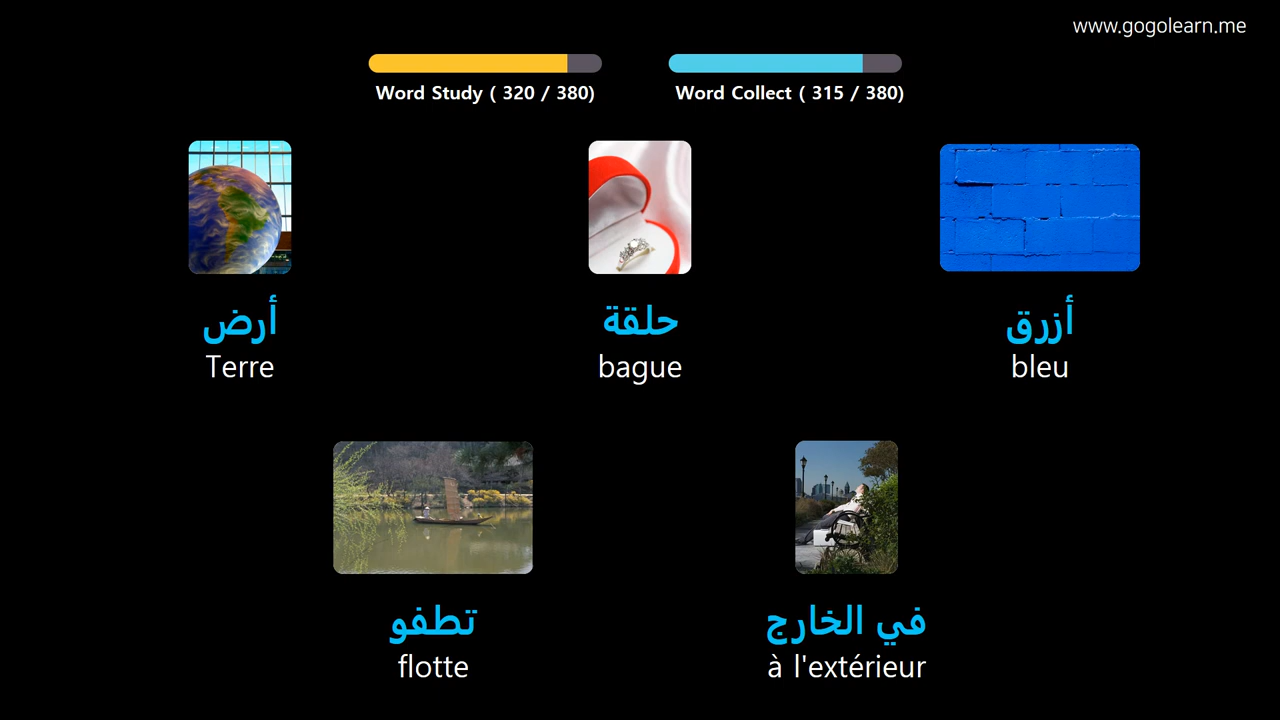 www.gogolearn.me
Word Study ( 320 / 380)
Word Collect ( 315 / 380)
أرض
Terre
حلقة
bague
أزرق
bleu
تطفو
flotte
في الخارج
à l'extérieur